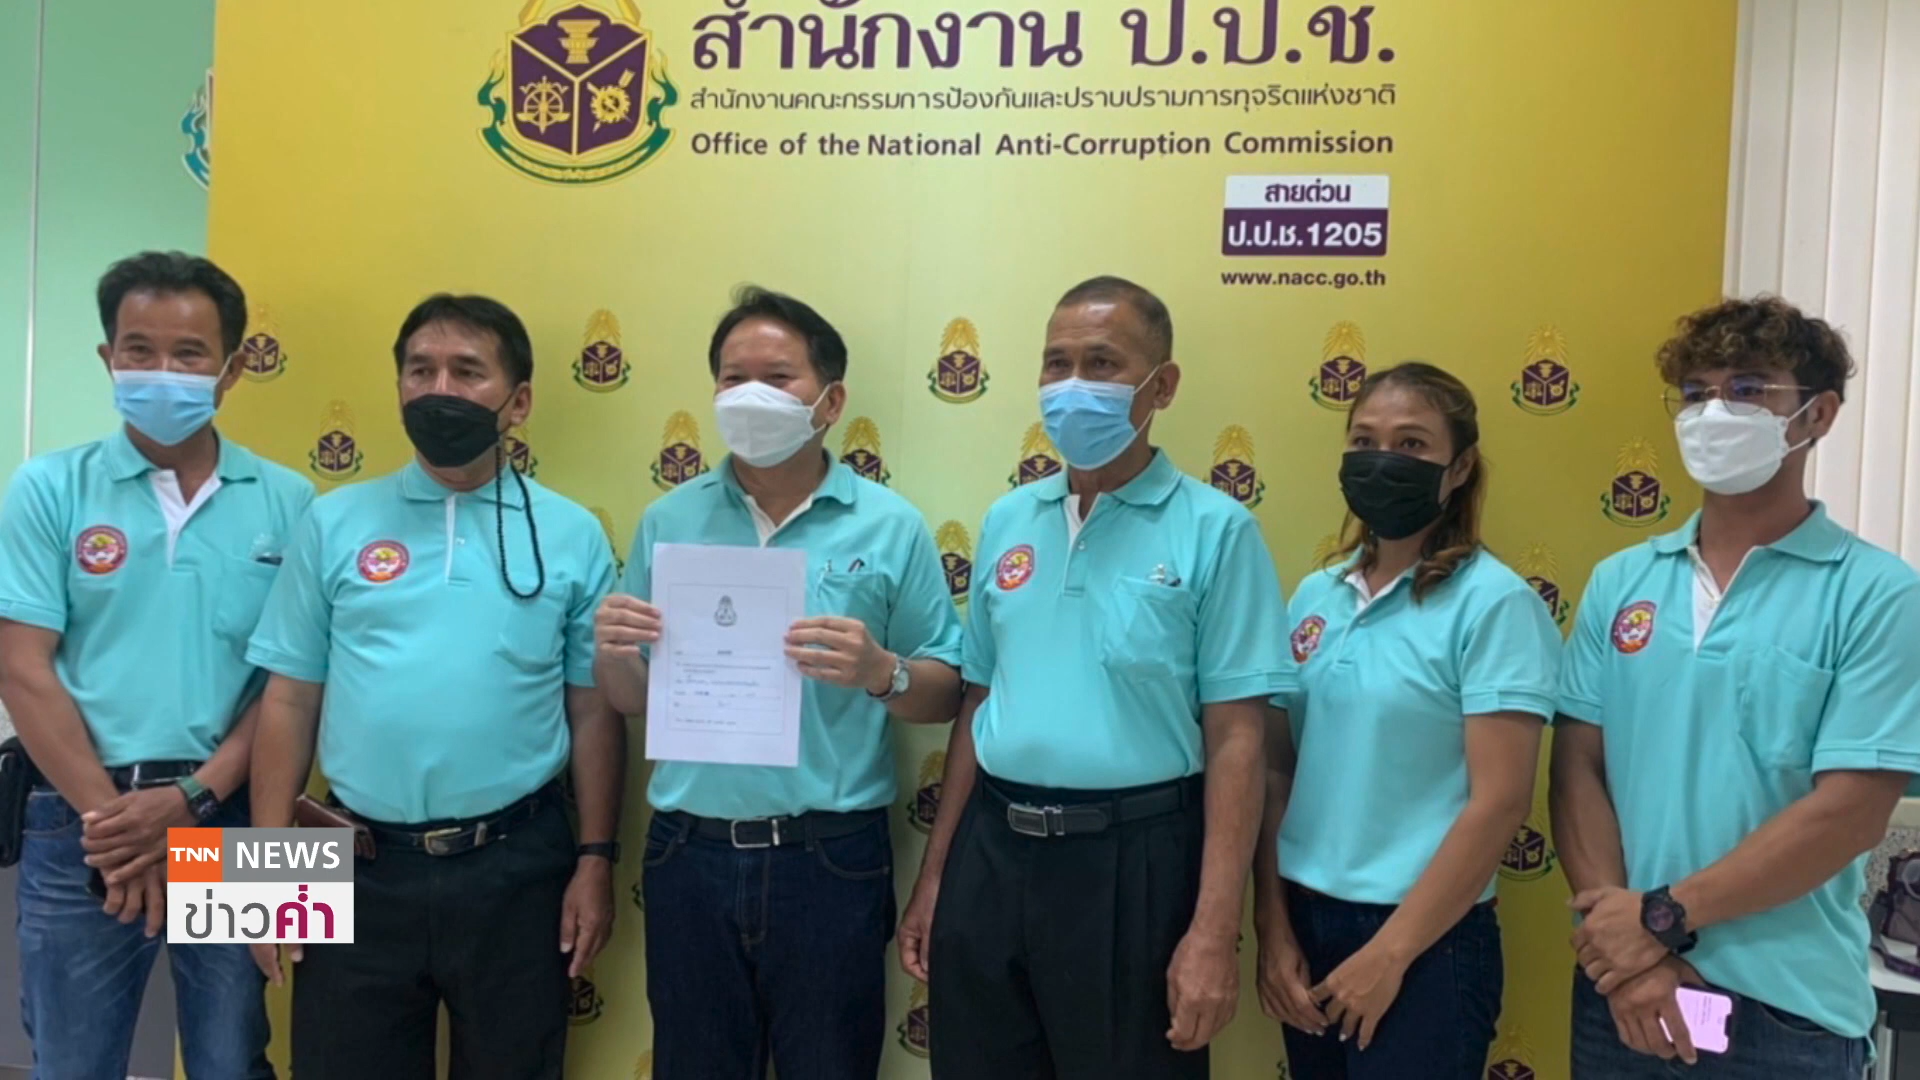 สำนักงาน ป.ป.ช.
สำนักงานคณะกรรมการป้องกันและปราบปรามการทุจริตแห่งชาติ
Office of the National Anti-Corruption Commission
สายด่วน
ป.ป.ช.1205
www.nacc.go.th
TNN NEWS
ข่าวค่ำ